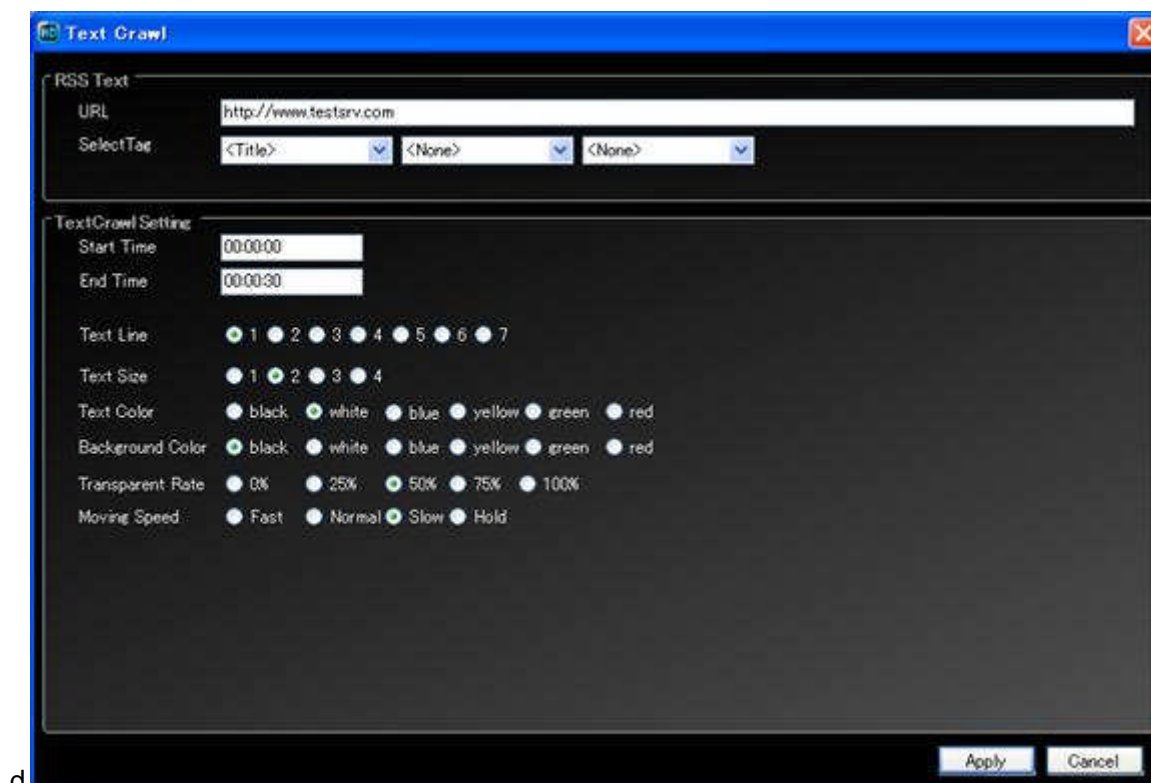 Text Crawl
RSS Text
URL http://www.testsrv.com
SelectTag <Title> <None> <None>
TextCrawl Setting
Start Time 00:00:00
End Time 00:00:30
Text Line 1 2 3 4 5 6 7
Text Size 1 2 3 4
Text Color black white blue yellow green red
Background Color black white blue yellow green red
Transparent Rate 0% 25% 50% 75% 100%
Moving Speed Fast Normal Slow Hold
Apply Cancel
d